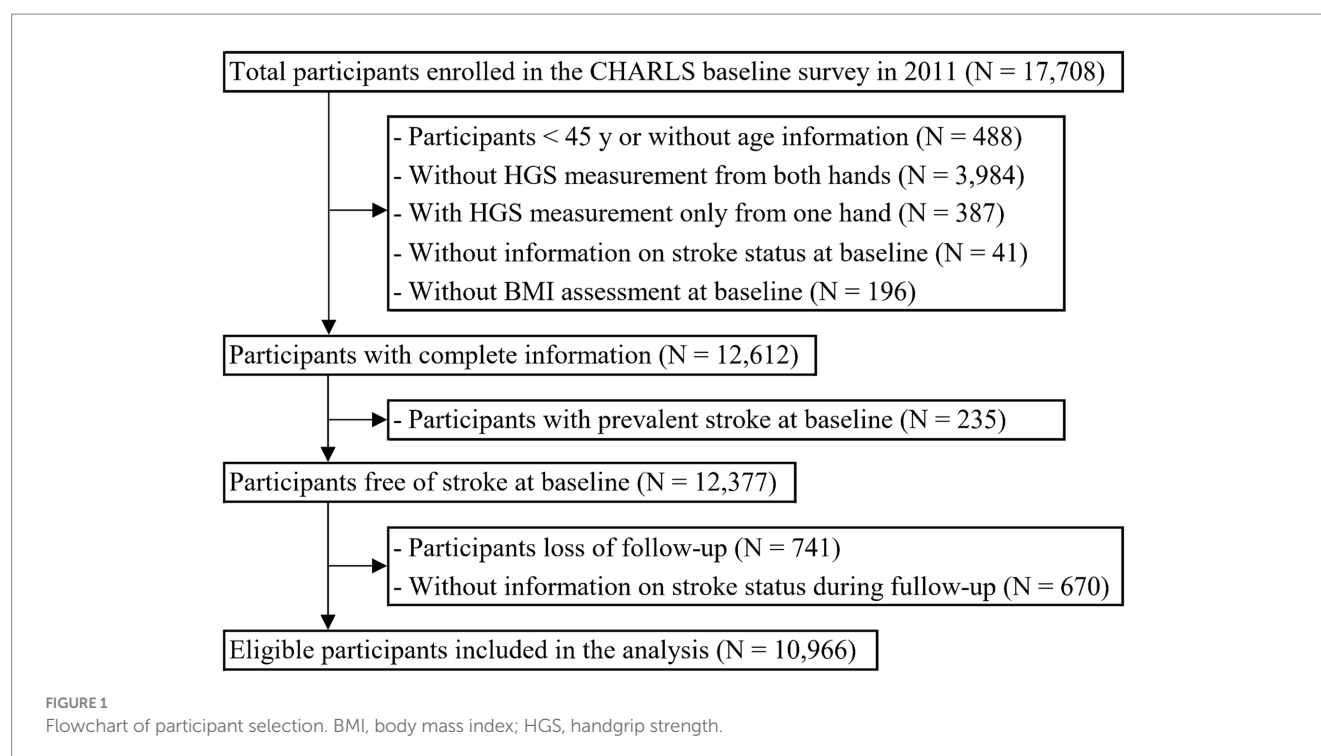 Total participants enrolled in the CHARLS baseline survey in 2011 (N = 17,708)
- Participants < 45 y or without age information (N = 488)
- Without HGS measurement from both hands (N = 3,984)
- With HGS measurement only from one hand (N = 387)
- Without information on stroke status at baseline (N = 41)
- Without BMI assessment at baseline (N = 196)
Participants with complete information (N = 12,612)
- Participants with prevalent stroke at baseline (N = 235)
Participants free of stroke at baseline (N = 12,377)
- Participants loss of follow-up (N = 741)
- Without information on stroke status during fullow-up (N = 670)
Eligible participants included in the analysis (N = 10,966)
FIGURE 1
Flowchart of participant selection. BMI, body mass index; HGS, handgrip strength.